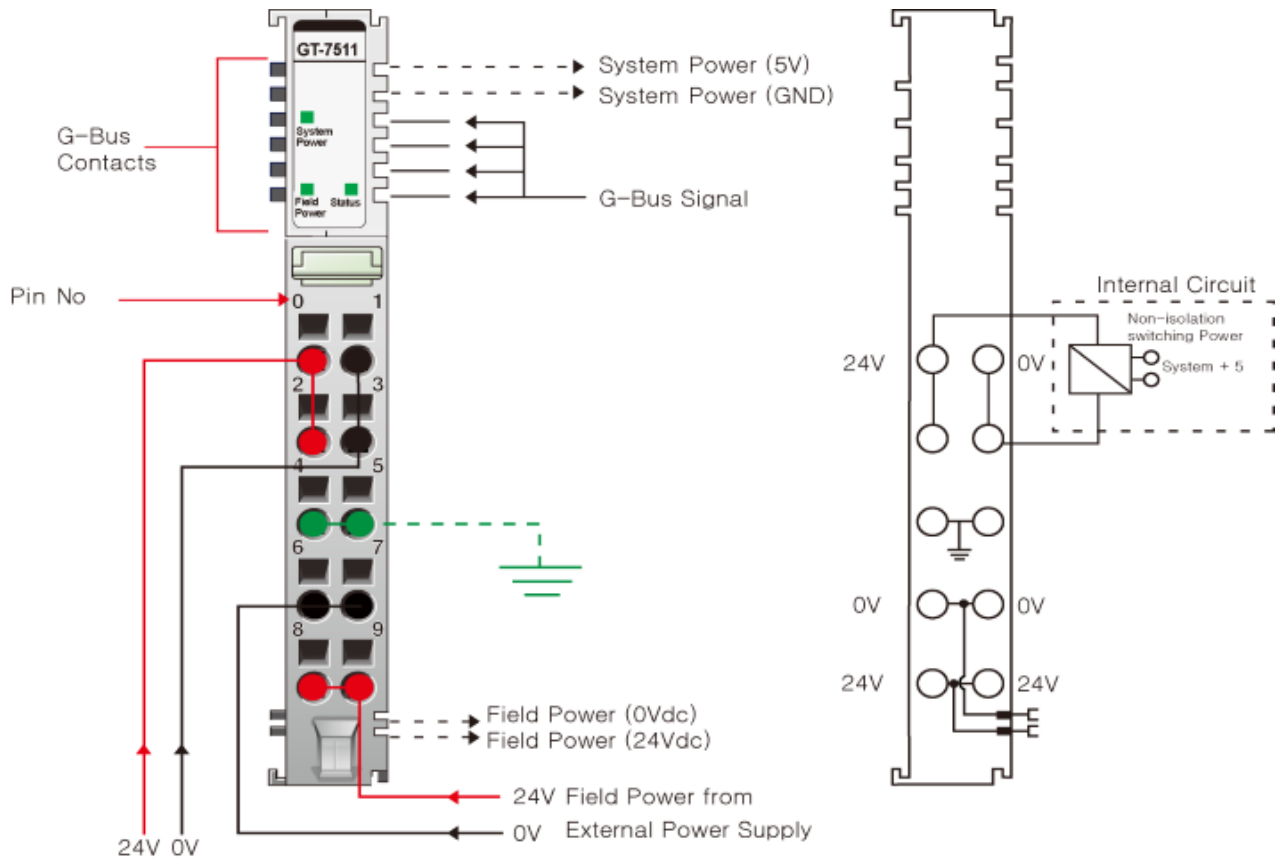 GT-7511
System Power (5V)
System Power (GND)
System
Power
G-Bus
Contacts
Field
Power
Status
G-Bus Signal
Pin No
0 1
2 3
4 5
6 7
8 9
Field Power (0Vdc)
Field Power (24Vdc)
24V Field Power from
0V External Power Supply
24V 0V
Internal Circuit
Non-isolation
switching Power
System + 5
24V 0V
0V 0V
24V 24V